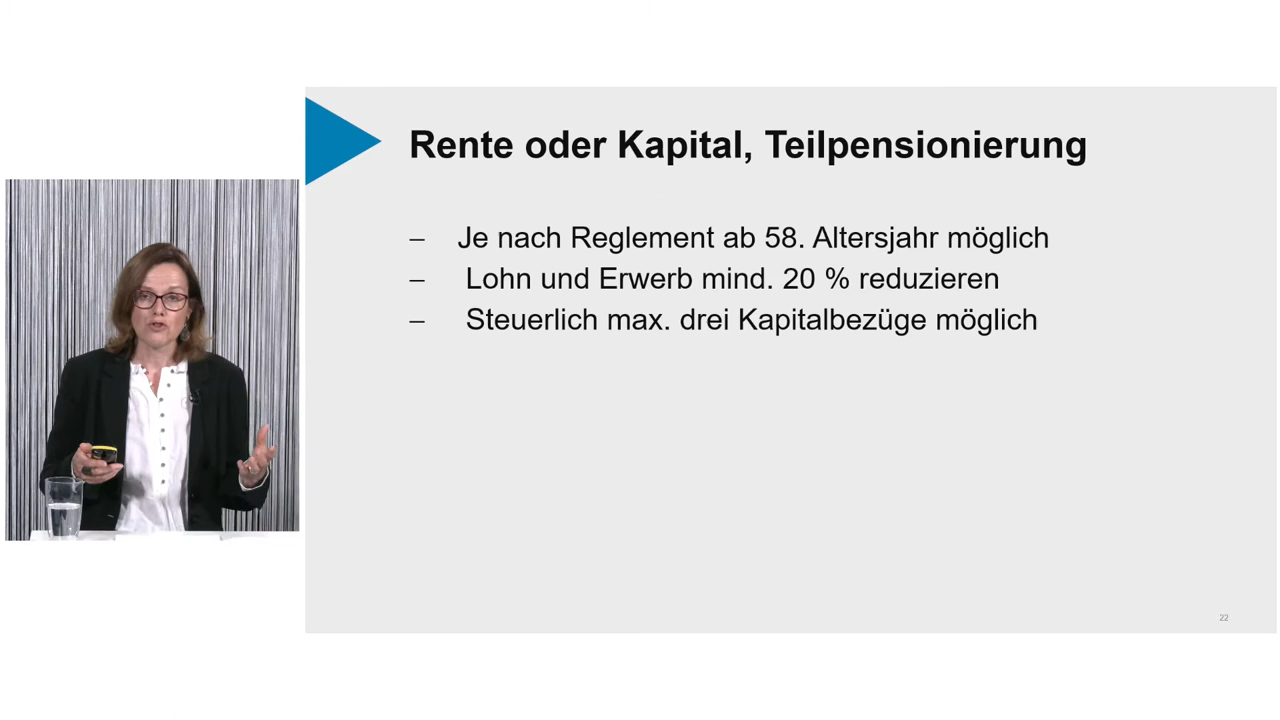 Rente oder Kapital, Teilpensionierung
– Je nach Reglement ab 58. Altersjahr möglich
– Lohn und Erwerb mind. 20 % reduzieren
– Steuerlich max. drei Kapitalbezüge möglich
22